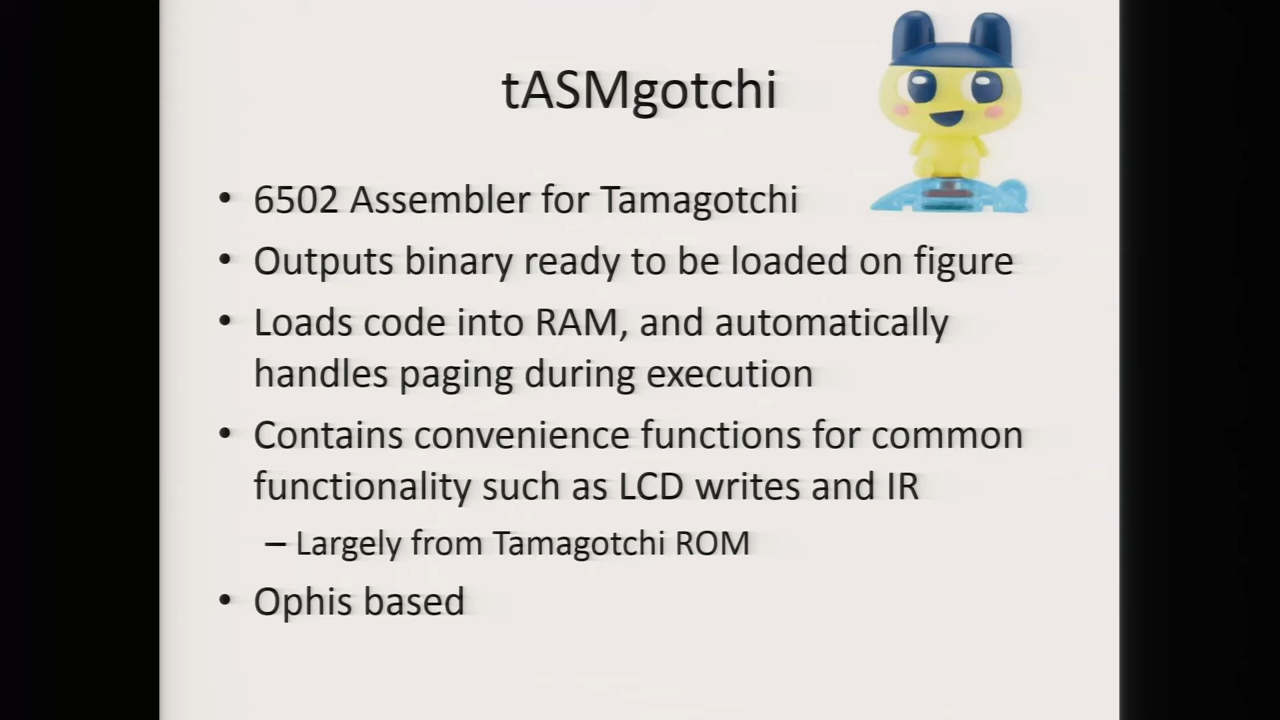 tASMgotchi
• 6502 Assembler for Tamagotchi
• Outputs binary ready to be loaded on figure
• Loads code into RAM, and automatically
handles paging during execution
• Contains convenience functions for common
functionality such as LCD writes and IR
– Largely from Tamagotchi ROM
• Ophis based